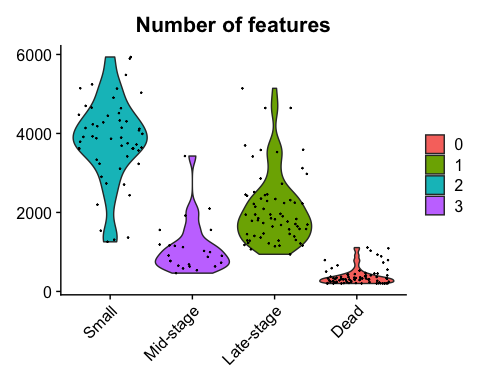 Number of features
6000
4000
2000
0
Small
Mid-stage
Late-stage
Dead
0
1
2
3